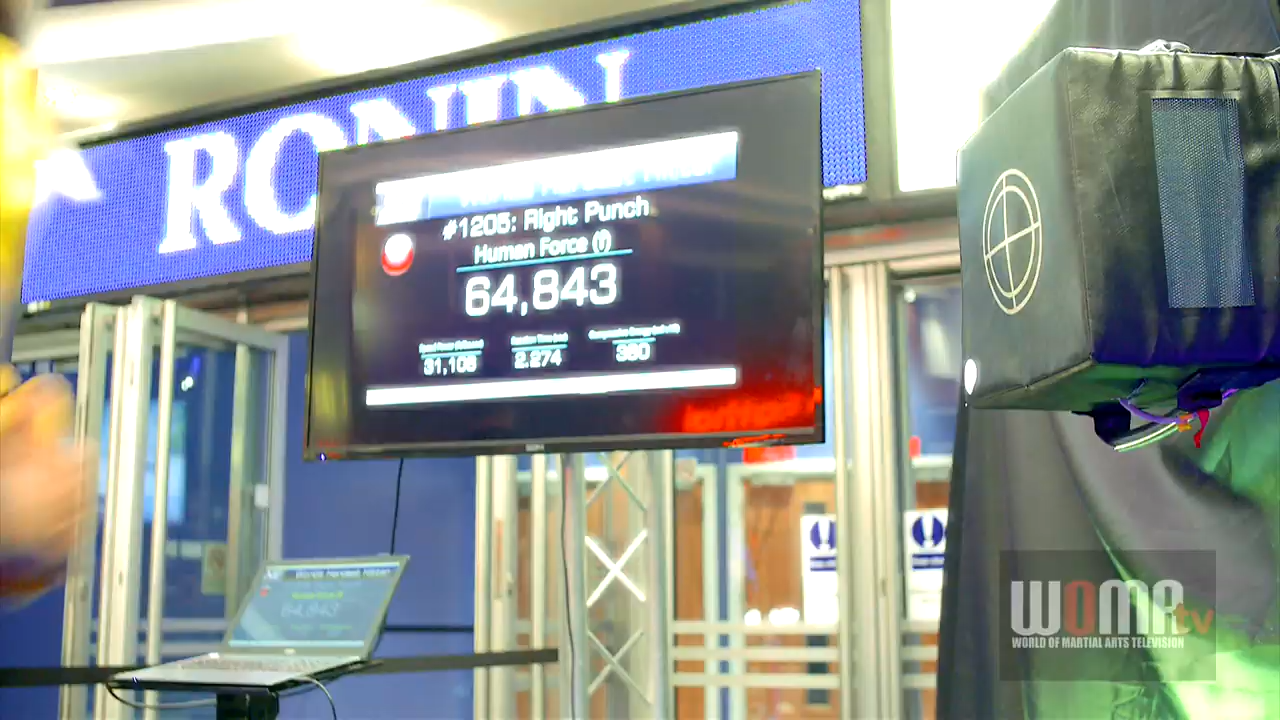 RONIN
#1205: Right Punch
Human Force (f)
64,843
31,108
2.274
360
64,843
WOMA tv
WORLD OF MARTIAL ARTS TELEVISION